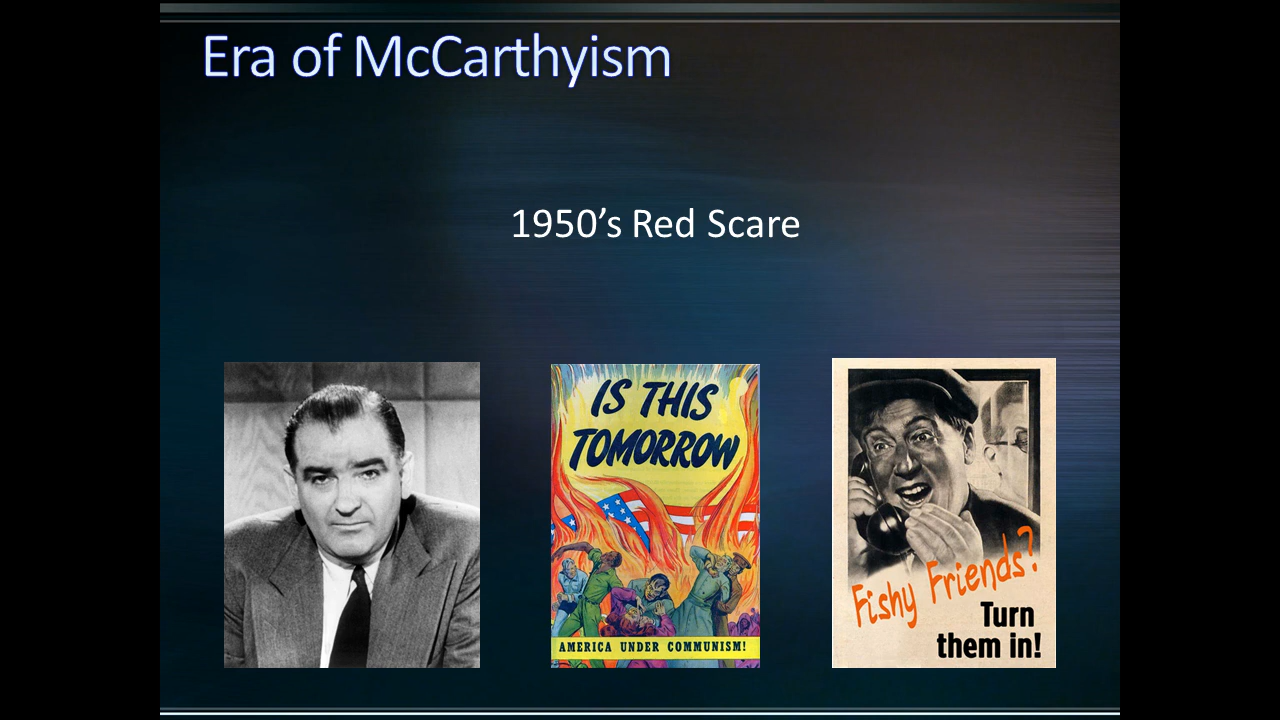 Era of McCarthyism
1950’s Red Scare
IS THIS
TOMORROW
AMERICA UNDER COMMUNISM!
Fishy Friends?
Turn
them in!